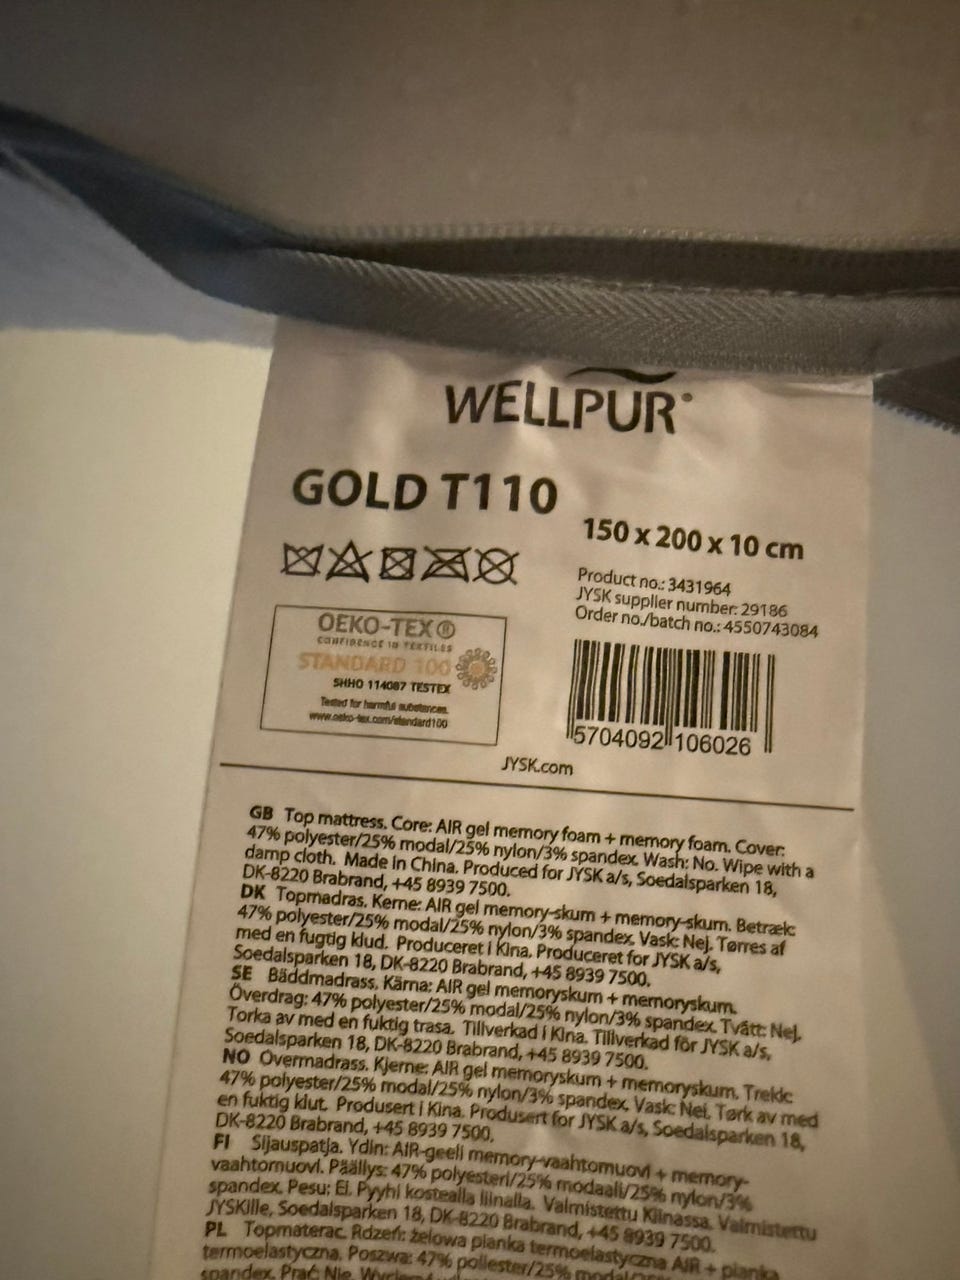 WELLPUR®
GOLD T110
150 x 200 x 10 cm
Product no.: 3431964
JYSK supplier number: 29186
Order no./batch no.: 4550743084
OEKO-TEX®
CONFIDENCE IN TEXTILES
STANDARD 100
SHHO 114087 TESTEX
Tested for harmful substances.
www.oeko-tex.com/standard100
5704092 106026
JYSK.com
GB Top mattress. Core: AIR gel memory foam + memory foam. Cover:
47% polyester/25% modal/25% nylon/3% spandex. Wash: No. Wipe with a
damp cloth. Made in China. Produced for JYSK a/s, Soedalsparken 18,
DK-8220 Brabrand, +45 8939 7500.
DK Topmadras. Kerne: AIR gel memory-skum + memory-skum. Betræk:
47% polyester/25% modal/25% nylon/3% spandex. Vask: Nej. Tørres af
med en fugtig klud. Produceret i Kina. Produceret for JYSK a/s,
Soedalsparken 18, DK-8220 Brabrand, +45 8939 7500.
SE Bäddmadrass. Kärna: AIR gel memoryskum + memoryskum.
Överdrag: 47% polyester/25% modal/25% nylon/3% spandex. Tvätt: Nej.
Torka av med en fuktig trasa. Tillverkad i Kina. Tillverkad för JYSK a/s,
Soedalsparken 18, DK-8220 Brabrand, +45 8939 7500.
NO Overmadrass. Kjerne: AIR gel memoryskum + memoryskum. Trekk:
47% polyester/25% modal/25% nylon/3% spandex. Vask: Nei. Tørk av med
en fuktig klut. Produsert i Kina. Produsert for JYSK a/s, Soedalsparken 18,
DK-8220 Brabrand, +45 8939 7500.
FI Sijauspatja. Ydin: AIR-geeli memory-vaahtomuovi + memory-
vaahtomuovi. Päällys: 47% polyesteri/25% modaali/25% nylon/3%
spandex. Pesu: Ei. Pyyhi kostealla liinalla. Valmistettu Kiinassa. Valmistettu
JYSKille, Soedalsparken 18, DK-8220 Brabrand, +45 8939 7500.
PL Topmaterac. Rdzeń: żelowa pianka termoelastyczna AIR + pianka
termoelastyczna. Poszwa: 47% poliester/25% modal/25%
spandex. Prać: Nie.